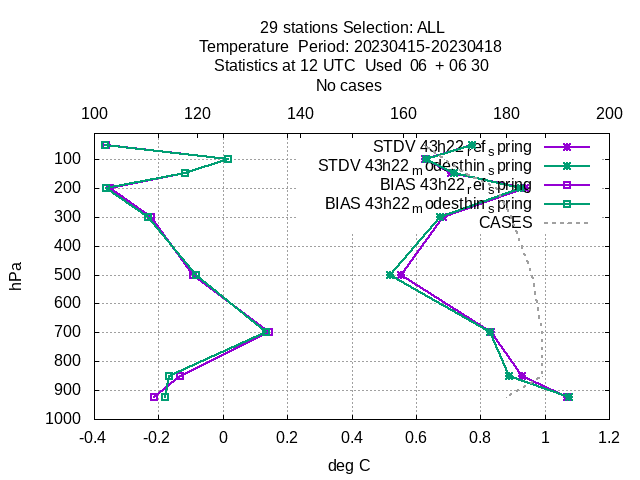 29 stations Selection: ALL
Temperature Period: 20230415-20230418
Statistics at 12 UTC Used 06 + 06 30
No cases
100 120 140 160 180 200
STDV 43h22_ref_spring
STDV 43h22_modesthin_spring
BIAS 43h22_ref_spring
BIAS 43h22_modesthin_spring
CASES
100
200
300
400
500
600
700
800
900
1000
hPa
-0.4 -0.2 0 0.2 0.4 0.6 0.8 1 1.2
deg C